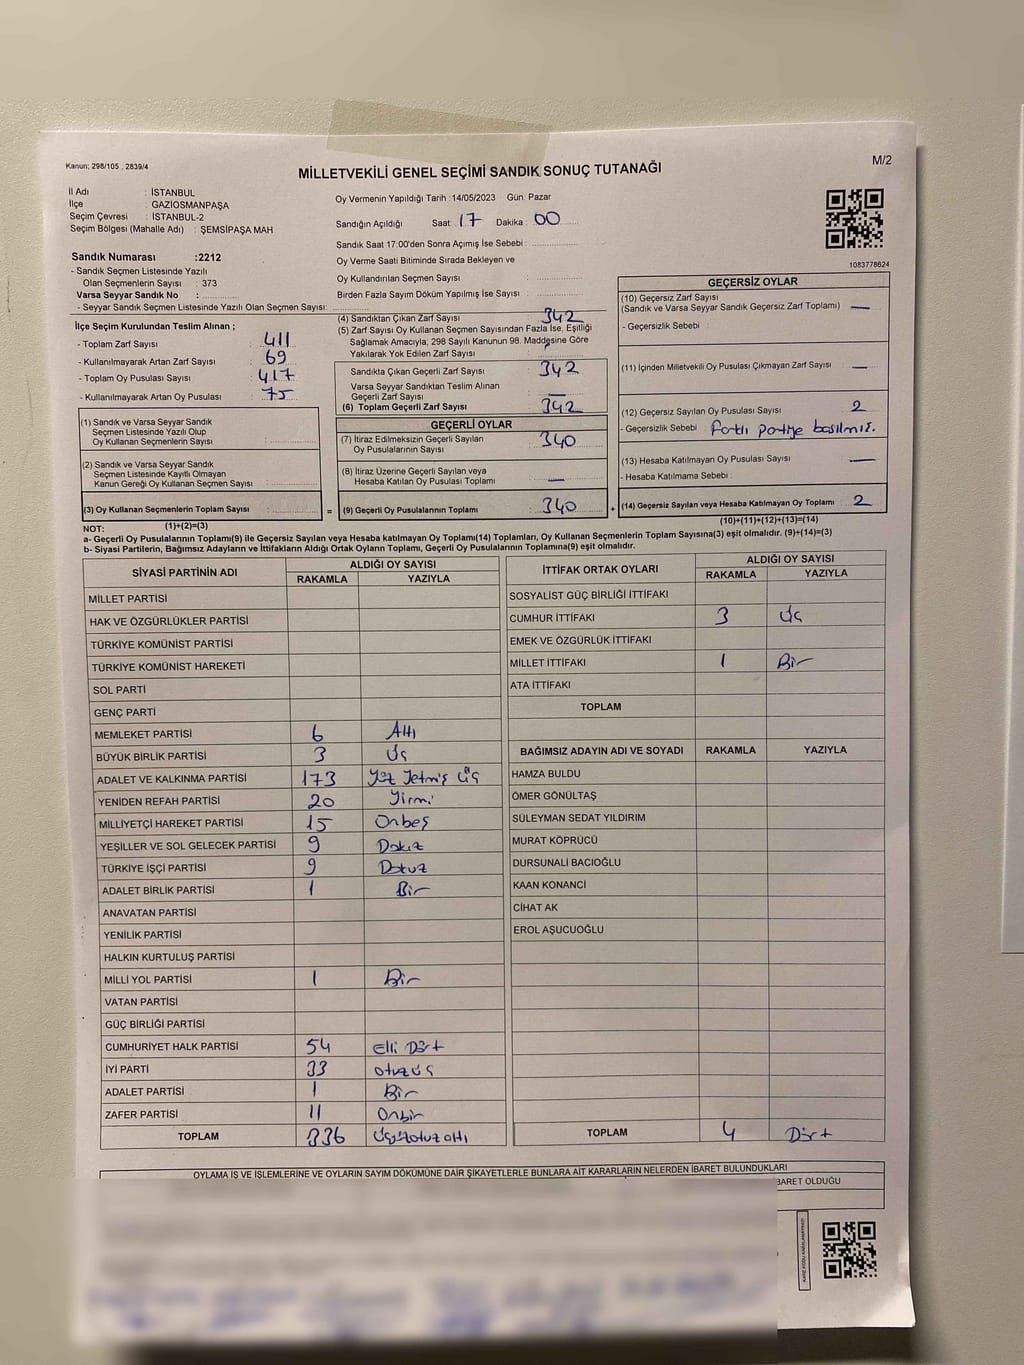 Kanun; 298/105 , 2839/4
M/2
MİLLETVEKİLİ GENEL SEÇİMİ SANDIK SONUÇ TUTANAĞI
İl Adı : İSTANBUL
İlçe : GAZİOSMANPAŞA
Seçim Çevresi : İSTANBUL-2
Seçim Bölgesi (Mahalle Adı) : ŞEMSİPAŞA MAH.
Sandık Numarası :2212
- Sandık Seçmen Listesinde Yazılı
Olan Seçmenlerin Sayısı : 373
Varsa Seyyar Sandık No :
- Seyyar Sandık Seçmen Listesinde Yazılı Olan Seçmen Sayısı:
Oy Vermenin Yapıldığı Tarih :14/05/2023 Gün: Pazar
Sandığın Açıldığı Saat: 17 Dakika : 00
Sandık Saat 17:00'den Sonra Açımış İse Sebebi :
Oy Verme Saati Bitiminde Sırada Bekleyen ve
Oy Kullandırılan Seçmen Sayısı :
Birden Fazla Sayım Döküm Yapılmış İse Sayısı :
1083778624
İlçe Seçim Kurulundan Teslim Alınan ;
- Toplam Zarf Sayısı : 411
- Kullanılmayarak Artan Zarf Sayısı : 69
- Toplam Oy Pusulası Sayısı : 417
- Kullanılmayarak Artan Oy Pusulası : 75
(4) Sandıktan Çıkan Zarf Sayısı : 342
(5) Zarf Sayısı Oy Kullanan Seçmen Sayısından Fazla İse, Eşitliği
Sağlamak Amacıyla; 298 Sayılı Kanunun 98. Maddesine Göre
Yakılarak Yok Edilen Zarf Sayısı :
Sandıkta Çıkan Geçerli Zarf Sayısı : 342
Varsa Seyyar Sandıktan Teslim Alınan
Geçerli Zarf Sayısı : —
(6) Toplam Geçerli Zarf Sayısı : 342
GEÇERSİZ OYLAR
(10) Geçersiz Zarf Sayısı
(Sandık ve Varsa Seyyar Sandık Geçersiz Zarf Toplamı) : —
- Geçersizlik Sebebi :
(11) İçinden Milletvekili Oy Pusulası Çıkmayan Zarf Sayısı : —
(12) Geçersiz Sayılan Oy Pusulası Sayısı : 2
- Geçersizlik Sebebi : farklı partiye basılmış.
(13) Hesaba Katılmayan Oy Pusulası Sayısı : —
- Hesaba Katılmama Sebebi :
(1) Sandık ve Varsa Seyyar Sandık
Seçmen Listesinde Yazılı Olup
Oy Kullanan Seçmenlerin Sayısı :
(2) Sandık ve Varsa Seyyar Sandık
Seçmen Listesinde Kayıtlı Olmayan
Kanun Gereği Oy Kullanan Seçmen Sayısı :
GEÇERLİ OYLAR
(7) İtiraz Edilmeksizin Geçerli Sayılan
Oy Pusulalarının Sayısı : 340
(8) İtiraz Üzerine Geçerli Sayılan veya
Hesaba Katılan Oy Pusulası Toplamı : —
(3) Oy Kullanan Seçmenlerin Toplam Sayısı : = (9) Geçerli Oy Pusulalarının Toplamı : 340 + (14) Geçersiz Sayılan veya Hesaba Katılmayan Oy Toplamı : 2
NOT: (1)+(2)=(3) (10)+(11)+(12)+(13)=(14)
a- Geçerli Oy Pusulalarının Toplamı(9) ile Geçersiz Sayılan veya Hesaba Katılmayan Oy Toplamı(14) Toplamları, Oy Kullanan Seçmenlerin Toplam Sayısına(3) eşit olmalıdır. (9)+(14)=(3)
b- Siyasi Partilerin, Bağımsız Adayların ve İttifakların Aldığı Ortak Oyların Toplamı, Geçerli Oy Pusulalarının Toplamına(9) eşit olmalıdır.
SİYASİ PARTİNİN ADI ALDIĞI OY SAYISI
RAKAMLA YAZIYLA
MİLLET PARTİSİ
HAK VE ÖZGÜRLÜKLER PARTİSİ
TÜRKİYE KOMÜNİST PARTİSİ
TÜRKİYE KOMÜNİST HAREKETİ
SOL PARTİ
GENÇ PARTİ
MEMLEKET PARTİSİ 6 Altı
BÜYÜK BİRLİK PARTİSİ 3 Üç
ADALET VE KALKINMA PARTİSİ 173 Yüz Yetmiş Üç
YENİDEN REFAH PARTİSİ 20 Yirmi
MİLLİYETÇİ HAREKET PARTİSİ 15 Onbeş
YEŞİLLER VE SOL GELECEK PARTİSİ 9 Dokuz
TÜRKİYE İŞÇİ PARTİSİ 9 Dokuz
ADALET BİRLİK PARTİSİ 1 Bir
ANAVATAN PARTİSİ
YENİLİK PARTİSİ
HALKIN KURTULUŞ PARTİSİ
MİLLİ YOL PARTİSİ 1 Bir
VATAN PARTİSİ
GÜÇ BİRLİĞİ PARTİSİ
CUMHURİYET HALK PARTİSİ 54 Elli Dört
İYİ PARTİ 33 otuzüç
ADALET PARTİSİ 1 Bir
ZAFER PARTİSİ 11 Onbir
TOPLAM 336 Üçyüzotuzaltı
İTTİFAK ORTAK OYLARI ALDIĞI OY SAYISI
RAKAMLA YAZIYLA
SOSYALİST GÜÇ BİRLİĞİ İTTİFAKI
CUMHUR İTTİFAKI 3 Üç
EMEK VE ÖZGÜRLÜK İTTİFAKI
MİLLET İTTİFAKI 1 Bir
ATA İTTİFAKI
TOPLAM
BAĞIMSIZ ADAYIN ADI VE SOYADI RAKAMLA YAZIYLA
HAMZA BULDU
ÖMER GÖNÜLTAŞ
SÜLEYMAN SEDAT YILDIRIM
MURAT KÖPRÜCÜ
DURSUNALİ BACIOĞLU
KAAN KONANCİ
CİHAT AK
EROL AŞUCUOĞLU
TOPLAM 4 Dört
OYLAMA İŞ VE İŞLEMLERİNE VE OYLARIN SAYIM DÖKÜMÜNE DAİR ŞİKAYETLERLE BUNLARA AİT KARARLARIN NELERDEN İBARET BULUNDUKLARI
BARET OLDUĞU